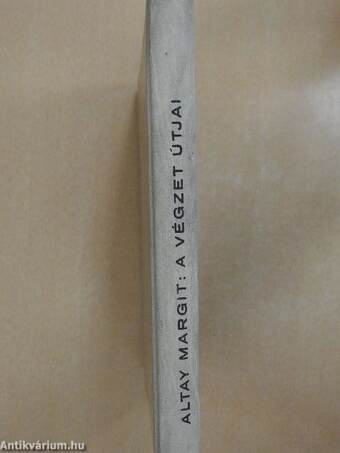 ALTAY MARGIT: A VÉGZET ÚTJAI
Antikvárium.hu